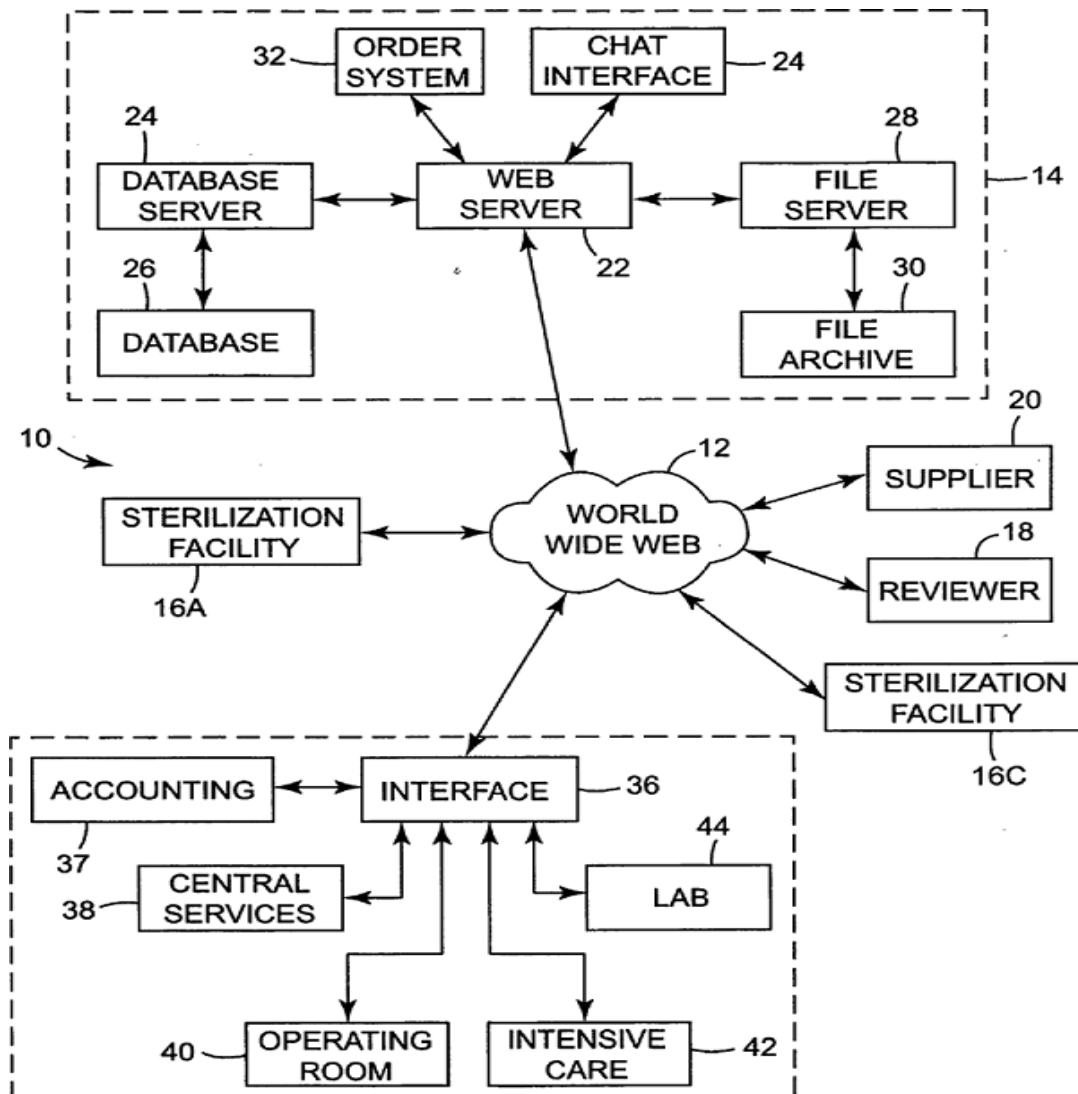 32
ORDER
SYSTEM
CHAT
INTERFACE
24
24
DATABASE
SERVER
WEB
SERVER
22
28
FILE
SERVER
14
26
DATABASE
30
FILE
ARCHIVE
10
12
WORLD
WIDE WEB
20
SUPPLIER
STERILIZATION
FACILITY
16A
18
REVIEWER
STERILIZATION
FACILITY
16C
ACCOUNTING
37
INTERFACE
36
38
CENTRAL
SERVICES
44
LAB
40
OPERATING
ROOM
INTENSIVE
CARE
42